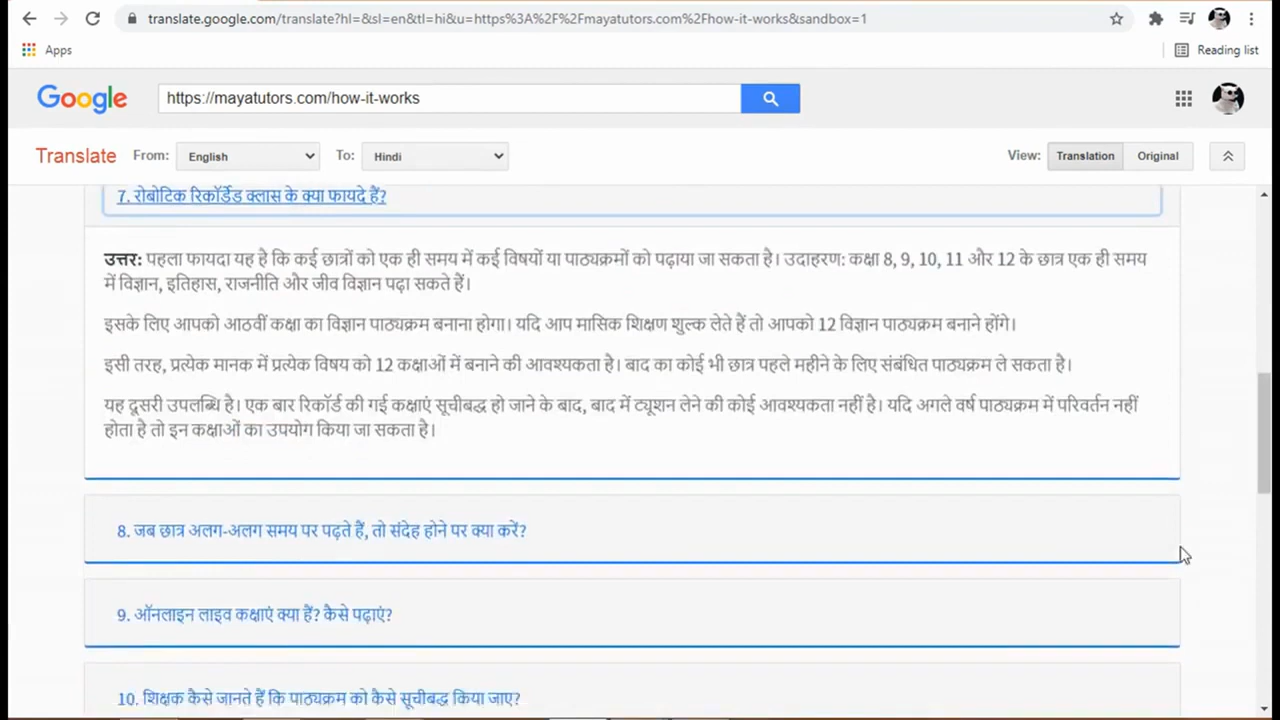 translate.google.com/translate?hl=&sl=en&tl=hi&u=https%3A%2F%2Fmayatutors.com%2Fhow-it-works&sandbox=1
Apps
Reading list
Google
https://mayatutors.com/how-it-works
Translate
From:
English
To:
Hindi
View:
Translation
Original
7. रोबोटिक रिकॉर्डेड क्लास के क्या फायदे हैं?
उत्तर: पहला फायदा यह है कि कई छात्रों को एक ही समय में कई विषयों या पाठ्यक्रमों को पढ़ाया जा सकता है। उदाहरण: कक्षा 8, 9, 10, 11 और 12 के छात्र एक ही समय
में विज्ञान, इतिहास, राजनीति और जीव विज्ञान पढ़ा सकते हैं।
इसके लिए आपको आठवीं कक्षा का विज्ञान पाठ्यक्रम बनाना होगा। यदि आप मासिक शिक्षण शुल्क लेते हैं तो आपको 12 विज्ञान पाठ्यक्रम बनाने होंगे।
इसी तरह, प्रत्येक मानक में प्रत्येक विषय को 12 कक्षाओं में बनाने की आवश्यकता है। बाद का कोई भी छात्र पहले महीने के लिए संबंधित पाठ्यक्रम ले सकता है।
यह दूसरी उपलब्धि है। एक बार रिकॉर्ड की गई कक्षाएं सूचीबद्ध हो जाने के बाद, बाद में ट्यूशन लेने की कोई आवश्यकता नहीं है। यदि अगले वर्ष पाठ्यक्रम में परिवर्तन नहीं
होता है तो इन कक्षाओं का उपयोग किया जा सकता है।
8. जब छात्र अलग-अलग समय पर पढ़ते हैं, तो संदेह होने पर क्या करें?
9. ऑनलाइन लाइव कक्षाएं क्या हैं? कैसे पढ़ाएं?
10. शिक्षक कैसे जानते हैं कि पाठ्यक्रम को कैसे सूचीबद्ध किया जाए?